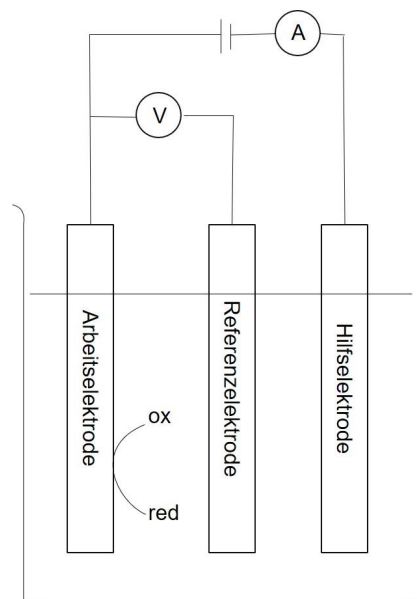 A
V
Arbeitselektrode
Referenzelektrode
Hilfselektrode
ox
red